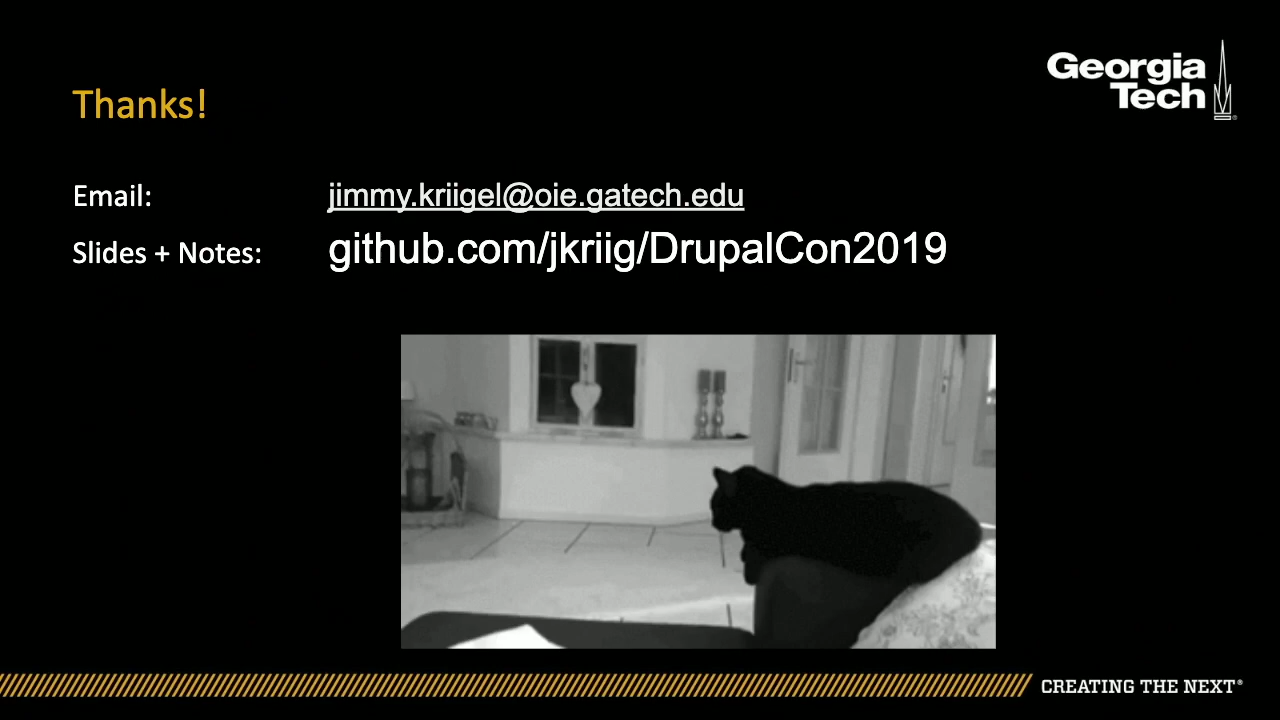 Georgia
Tech
Thanks!
Email: jimmy.kriigel@oie.gatech.edu
Slides + Notes: github.com/jkriig/DrupalCon2019
CREATING THE NEXT®